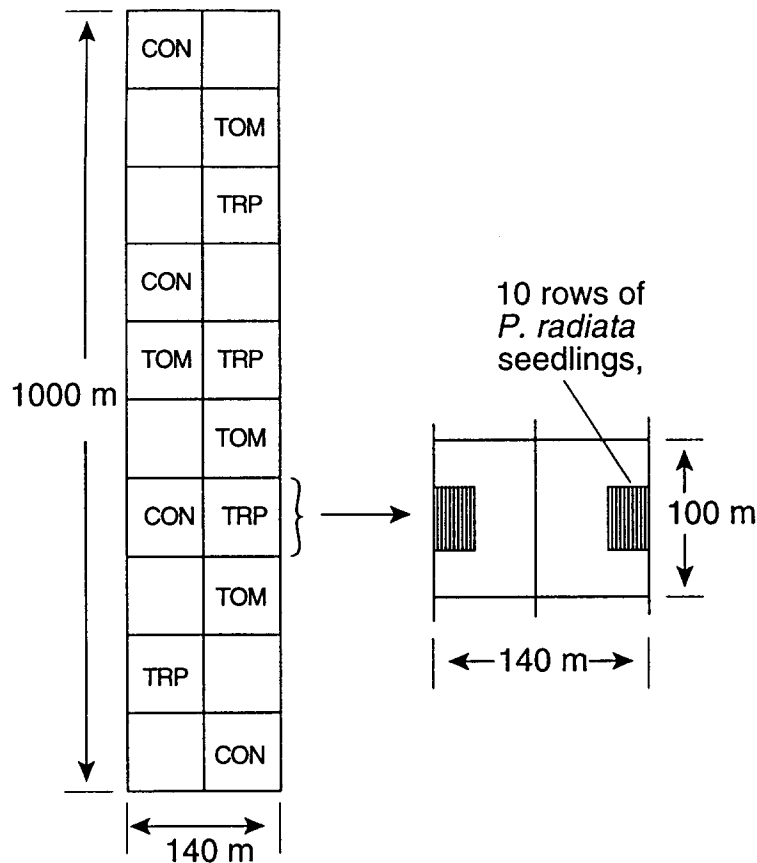 CON
TOM
TRP
CON
TOM TRP
TOM
CON TRP
TOM
TRP
CON
1000 m
140 m
10 rows of
P. radiata
seedlings,
100 m
140 m